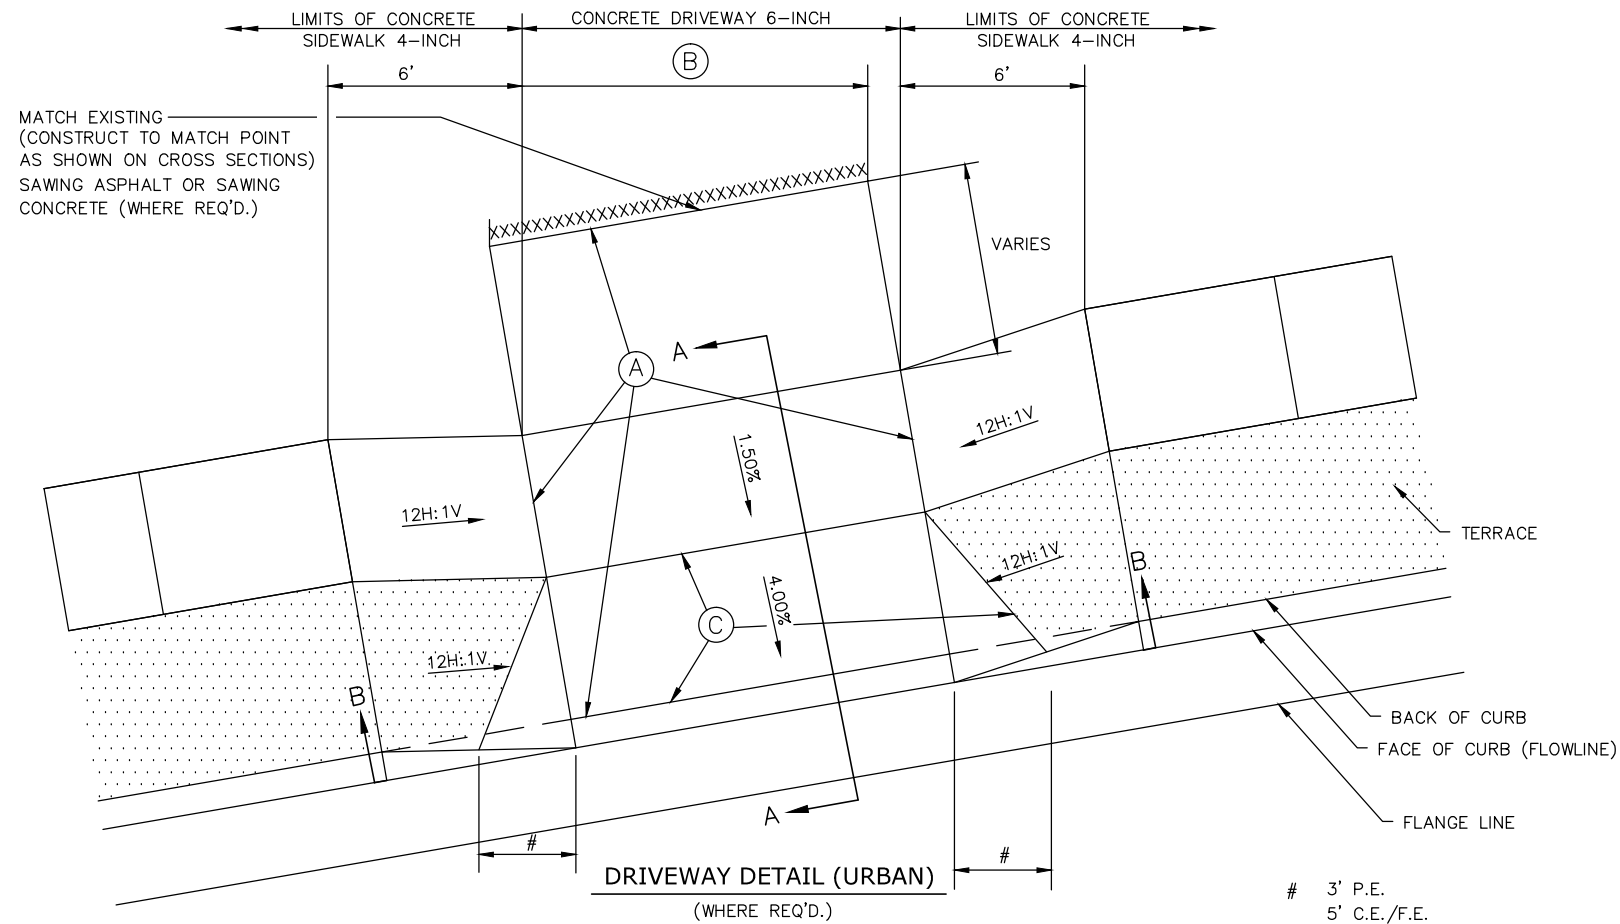 LIMITS OF CONCRETE
SIDEWALK 4-INCH
CONCRETE DRIVEWAY 6-INCH
LIMITS OF CONCRETE
SIDEWALK 4-INCH
6'
B
6'
MATCH EXISTING
(CONSTRUCT TO MATCH POINT
AS SHOWN ON CROSS SECTIONS)
SAWING ASPHALT OR SAWING
CONCRETE (WHERE REQ'D.)
XXXXXXXXXXXXXXXXXXXXXXXXXXXXXXXXXXX
VARIES
A
A
12H:1V
1.50%
12H:1V
TERRACE
12H:1V
B
4.00%
C
12H:1V
B
BACK OF CURB
FACE OF CURB (FLOWLINE)
A
FLANGE LINE
#
#
DRIVEWAY DETAIL (URBAN)
(WHERE REQ'D.)
# 3' P.E.
5' C.E./F.E.